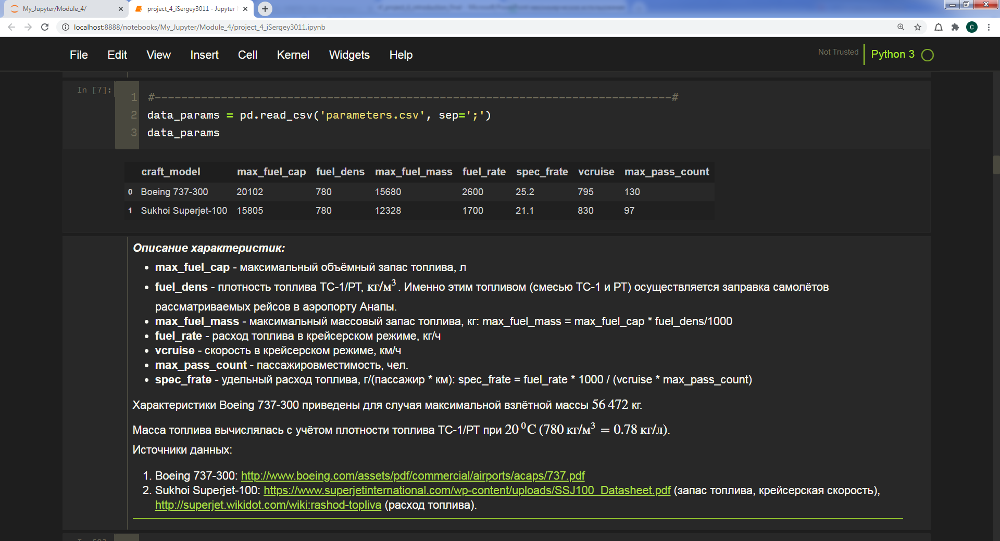 My_Jupyter/Module_4/
project_4_iSergey3011 - Jupyter
localhost:8888/notebooks/My_Jupyter/Module_4/project_4_iSergey3011.ipynb
C
File Edit View Insert Cell Kernel Widgets Help
Not Trusted
Python 3
In [7]:
1 #------------------------------------------------------------------------------#
2 data_params = pd.read_csv('parameters.csv', sep=';')
3 data_params
craft_model max_fuel_cap fuel_dens max_fuel_mass fuel_rate spec_frate vcruise max_pass_count
0 Boeing 737-300 20102 780 15680 2600 25.2 795 130
1 Sukhoi Superjet-100 15805 780 12328 1700 21.1 830 97
Описание характеристик:
• max_fuel_cap - максимальный объёмный запас топлива, л
• fuel_dens - плотность топлива ТС-1/РТ, кг/м³. Именно этим топливом (смесью ТС-1 и РТ) осуществляется заправка самолётов
рассматриваемых рейсов в аэропорту Анапы.
• max_fuel_mass - максимальный массовый запас топлива, кг: max_fuel_mass = max_fuel_cap * fuel_dens/1000
• fuel_rate - расход топлива в крейсерском режиме, кг/ч
• vcruise - скорость в крейсерском режиме, км/ч
• max_pass_count - пассажировместимость, чел.
• spec_frate - удельный расход топлива, г/(пассажир * км): spec_frate = fuel_rate * 1000 / (vcruise * max_pass_count)
Характеристики Boeing 737-300 приведены для случая максимальной взлётной массы 56 472 кг.
Масса топлива вычислялась с учётом плотности топлива ТС-1/РТ при 20 ⁰C (780 кг/м³ = 0.78 кг/л).
Источники данных:
1. Boeing 737-300: http://www.boeing.com/assets/pdf/commercial/airports/acaps/737.pdf
2. Sukhoi Superjet-100: https://www.superjetinternational.com/wp-content/uploads/SSJ100_Datasheet.pdf (запас топлива, крейсерская скорость),
http://superjet.wikidot.com/wiki:rashod-topliva (расход топлива).